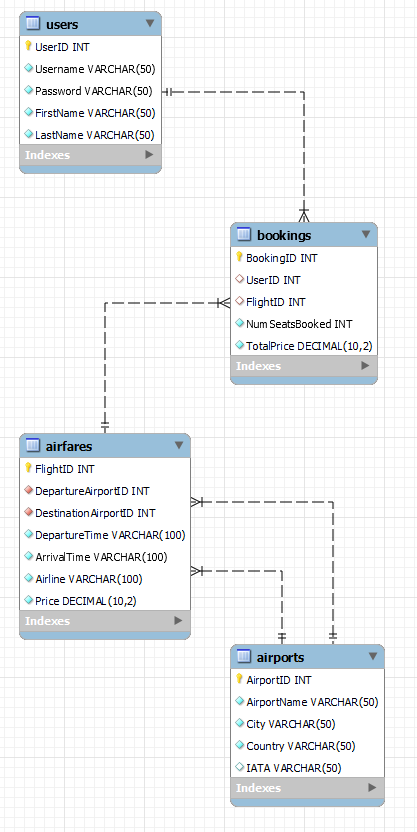 users
UserID INT
Username VARCHAR(50)
Password VARCHAR(50)
FirstName VARCHAR(50)
LastName VARCHAR(50)
Indexes
bookings
BookingID INT
UserID INT
FlightID INT
NumSeatsBooked INT
TotalPrice DECIMAL(10,2)
Indexes
airfares
FlightID INT
DepartureAirportID INT
DestinationAirportID INT
DepartureTime VARCHAR(100)
ArrivalTime VARCHAR(100)
Airline VARCHAR(100)
Price DECIMAL(10,2)
Indexes
airports
AirportID INT
AirportName VARCHAR(50)
City VARCHAR(50)
Country VARCHAR(50)
IATA VARCHAR(50)
Indexes